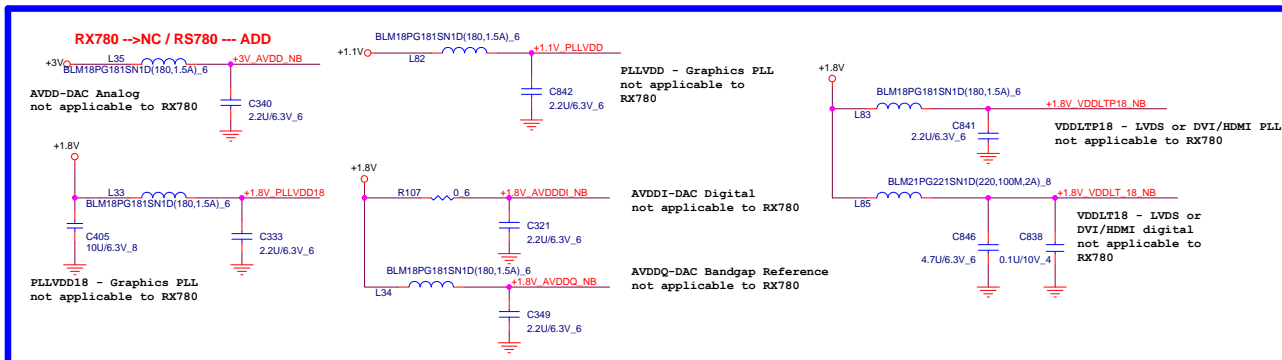 RX780 -->NC / RS780 --- ADD
+3V
L35
+3V_AVDD_NB
BLM18PG181SN1D(180,1.5A)_6
C340
2.2U/6.3V_6
AVDD-DAC Analog
not applicable to RX780
BLM18PG181SN1D(180,1.5A)_6
+1.1V
L82
+1.1V_PLLVDD
C842
2.2U/6.3V_6
PLLVDD - Graphics PLL
not applicable to
RX780
+1.8V
L33
+1.8V_PLLVDD18
BLM18PG181SN1D(180,1.5A)_6
C405
10U/6.3V_8
C333
2.2U/6.3V_6
PLLVDD18 - Graphics PLL
not applicable to RX780
+1.8V
R107
0_6
+1.8V_AVDDDI_NB
C321
2.2U/6.3V_6
AVDDI-DAC Digital
not applicable to RX780
BLM18PG181SN1D(180,1.5A)_6
L34
+1.8V_AVDDQ_NB
C349
2.2U/6.3V_6
AVDDQ-DAC Bandgap Reference
not applicable to RX780
+1.8V
BLM18PG181SN1D(180,1.5A)_6
L83
+1.8V_VDDLTP18_NB
C841
2.2U/6.3V_6
VDDLTP18 - LVDS or DVI/HDMI PLL
not applicable to
RX780
BLM21PG221SN1D(220,100M,2A)_8
L85
+1.8V_VDDLT_18_NB
C846
4.7U/6.3V_6
C838
0.1U/10V_4
VDDLT18 - LVDS or
DVI/HDMI digital
not applicable to
RX780